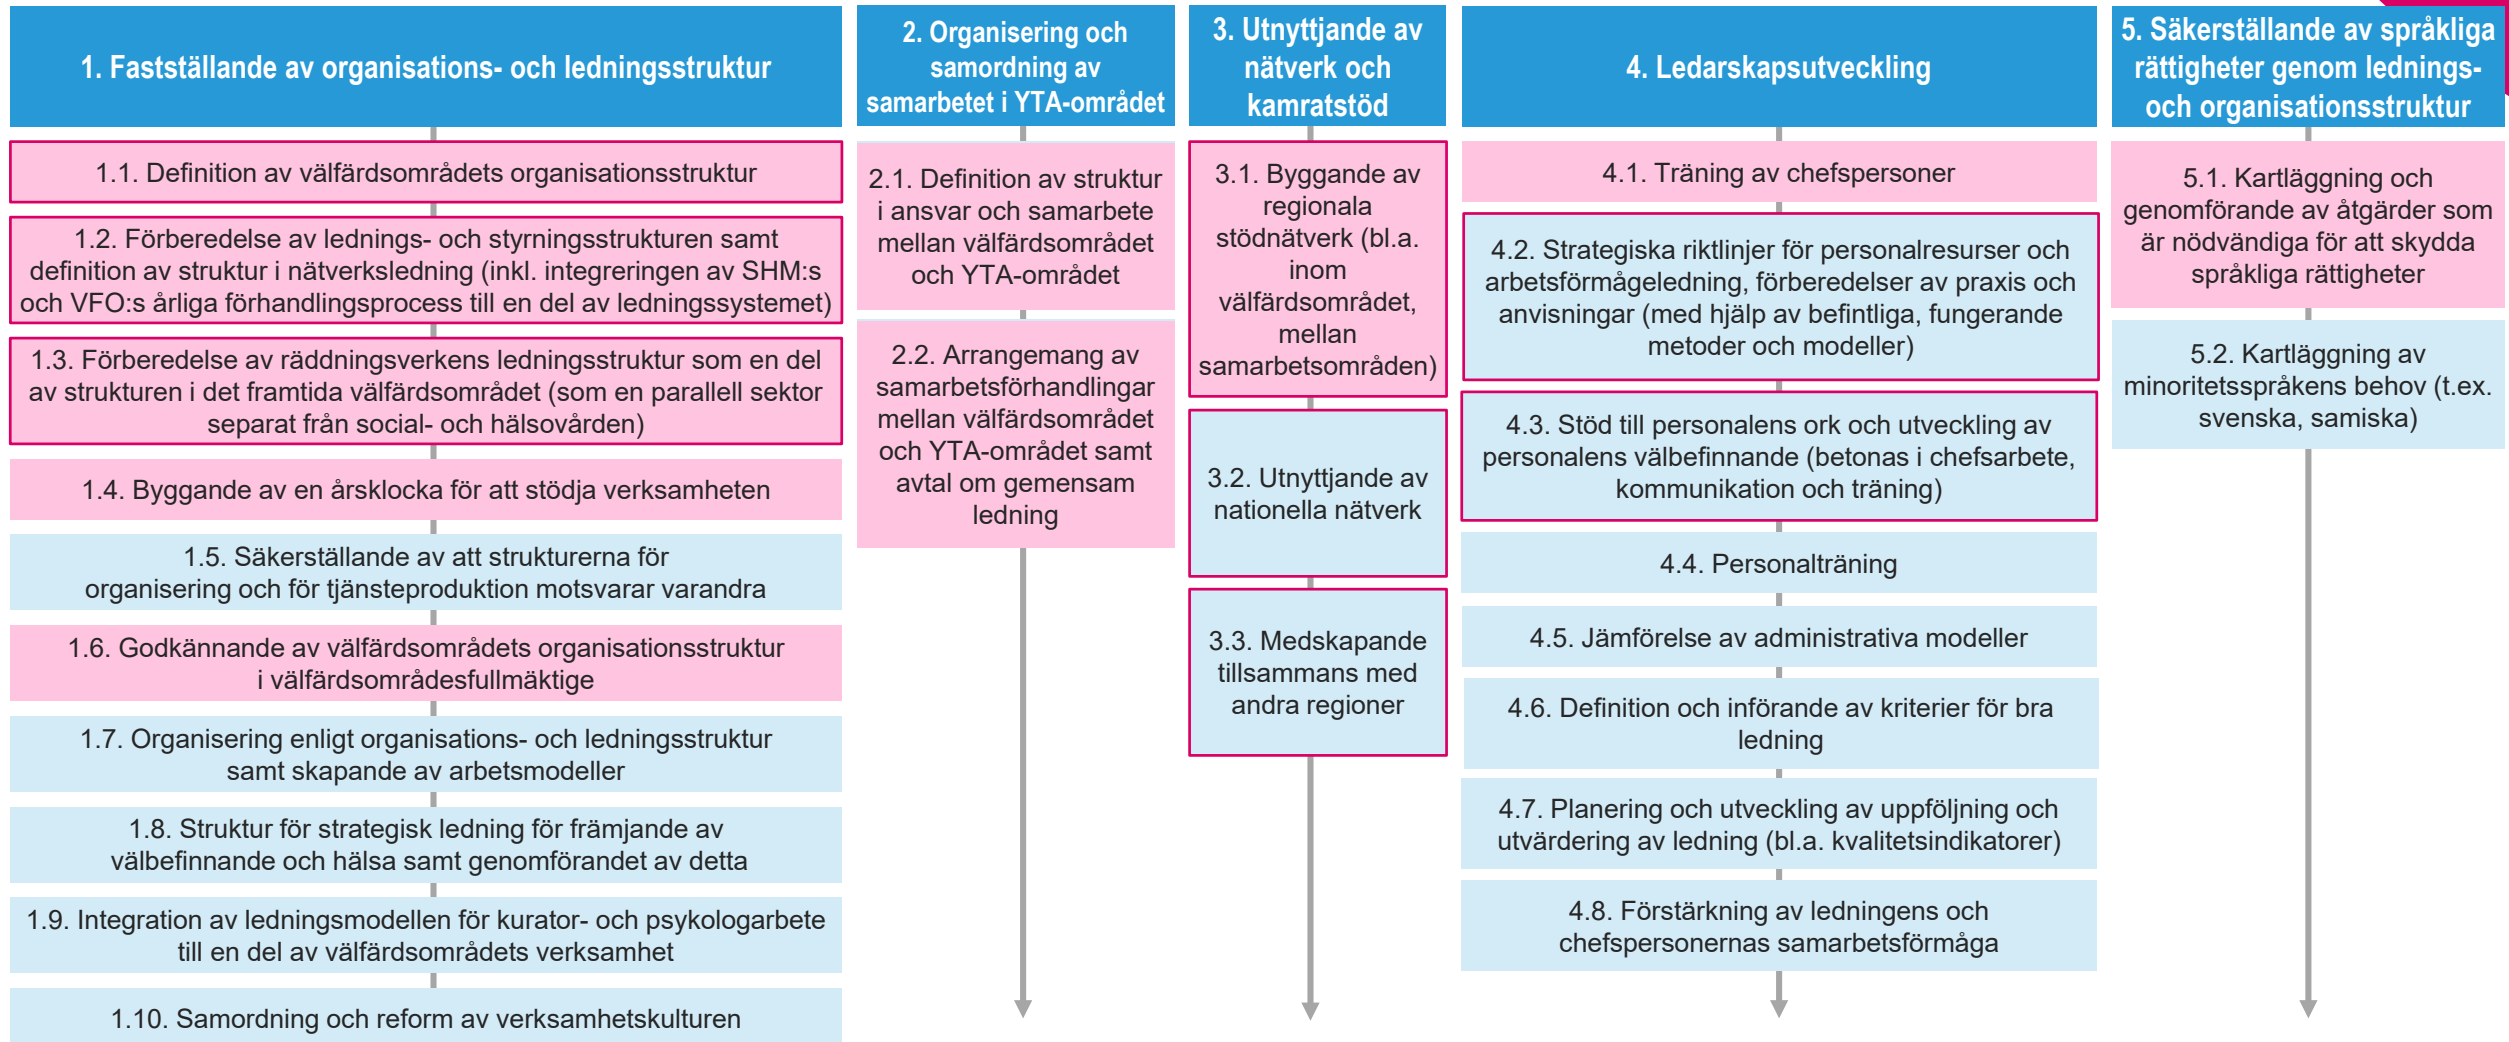 1. Fastställande av organisations- och ledningsstruktur
1.1. Definition av välfärdsområdets organisationsstruktur
1.2. Förberedelse av lednings- och styrningsstrukturen samt
definition av struktur i nätverksledning (inkl. integreringen av SHM:s
och VFO:s årliga förhandlingsprocess till en del av ledningssystemet)
1.3. Förberedelse av räddningsverkens ledningsstruktur som en del
av strukturen i det framtida välfärdsområdet (som en parallell sektor
separat från social- och hälsovården)
1.4. Byggande av en årsklocka för att stödja verksamheten
1.5. Säkerställande av att strukturerna för
organisering och för tjänsteproduktion motsvarar varandra
1.6. Godkännande av välfärdsområdets organisationsstruktur
i välfärdsområdesfullmäktige
1.7. Organisering enligt organisations- och ledningsstruktur
samt skapande av arbetsmodeller
1.8. Struktur för strategisk ledning för främjande av
välbefinnande och hälsa samt genomförandet av detta
1.9. Integration av ledningsmodellen för kurator- och psykologarbete
till en del av välfärdsområdets verksamhet
1.10. Samordning och reform av verksamhetskulturen
2. Organisering och
samordning av
samarbetet i YTA-området
2.1. Definition av struktur
i ansvar och samarbete
mellan välfärdsområdet
och YTA-området
2.2. Arrangemang av
samarbetsförhandlingar
mellan välfärdsområdet
och YTA-området samt
avtal om gemensam
ledning
3. Utnyttjande av
nätverk och
kamratstöd
3.1. Byggande av
regionala
stödnätverk (bl.a.
inom
välfärdsområdet,
mellan
samarbetsområden)
3.2. Utnyttjande av
nationella nätverk
3.3. Medskapande
tillsammans med
andra regioner
4. Ledarskapsutveckling
4.1. Träning av chefspersoner
4.2. Strategiska riktlinjer för personalresurser och
arbetsförmågeledning, förberedelser av praxis och
anvisningar (med hjälp av befintliga, fungerande
metoder och modeller)
4.3. Stöd till personalens ork och utveckling av
personalens välbefinnande (betonas i chefsarbete,
kommunikation och träning)
4.4. Personalträning
4.5. Jämförelse av administrativa modeller
4.6. Definition och införande av kriterier för bra
ledning
4.7. Planering och utveckling av uppföljning och
utvärdering av ledning (bl.a. kvalitetsindikatorer)
4.8. Förstärkning av ledningens och
chefspersonernas samarbetsförmåga
5. Säkerställande av språkliga
rättigheter genom lednings-
och organisationsstruktur
5.1. Kartläggning och
genomförande av åtgärder som
är nödvändiga för att skydda
språkliga rättigheter
5.2. Kartläggning av
minoritetsspråkens behov (t.ex.
svenska, samiska)